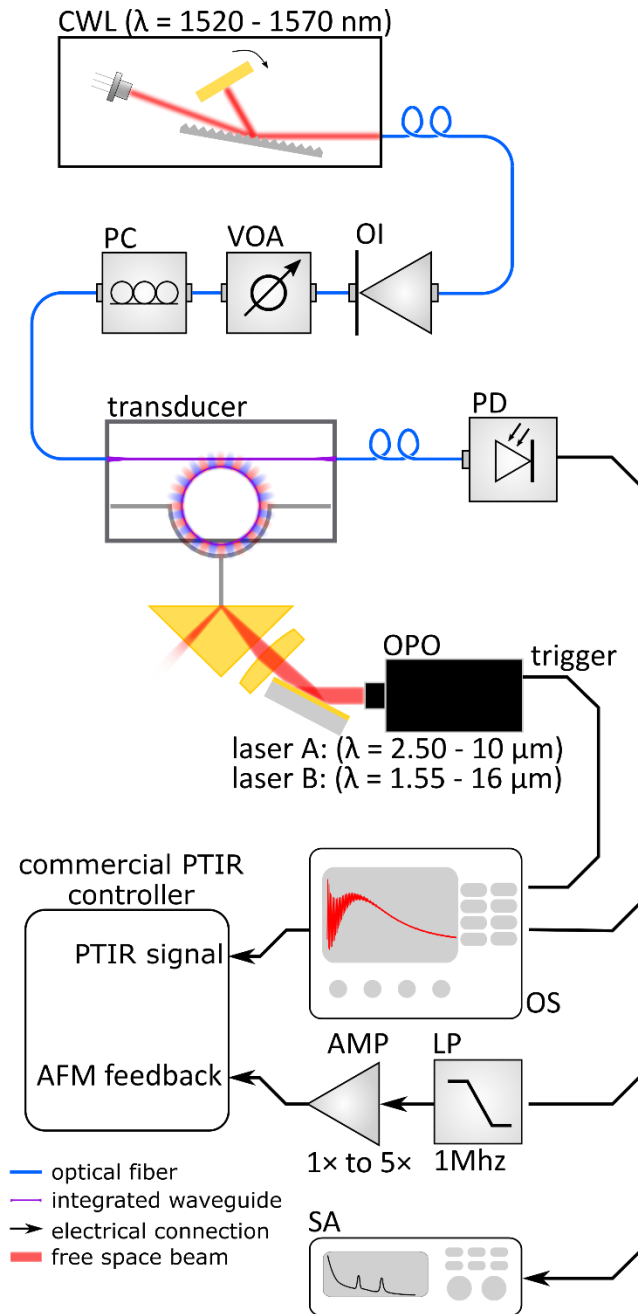 CWL (λ = 1520 - 1570 nm)
PC
VOA
OI
transducer
PD
OPO
trigger
laser A: (λ = 2.50 - 10 µm)
laser B: (λ = 1.55 - 16 µm)
commercial PTIR
controller
PTIR signal
OS
AFM feedback
AMP
LP
1× to 5×
1Mhz
optical fiber
integrated waveguide
electrical connection
free space beam
SA